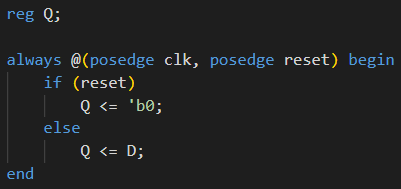 reg Q;
always @(posedge clk, posedge reset) begin
if (reset)
Q <= 'b0;
else
Q <= D;
end